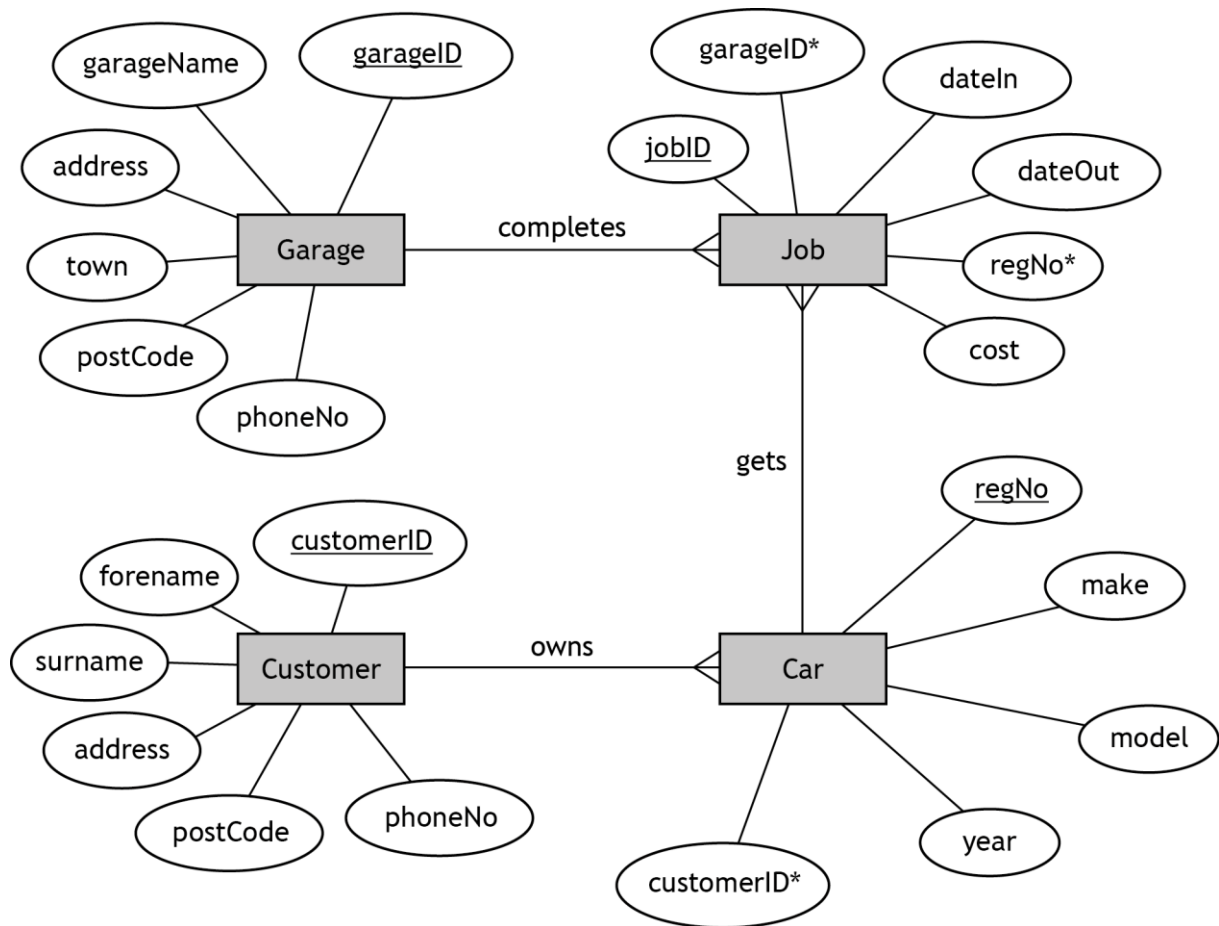 garageName
garageID
address
town
postCode
phoneNo
Garage
completes
garageID*
dateIn
jobID
dateOut
Job
regNo*
cost
gets
customerID
forename
surname
address
postCode
phoneNo
Customer
owns
regNo
make
Car
model
year
customerID*